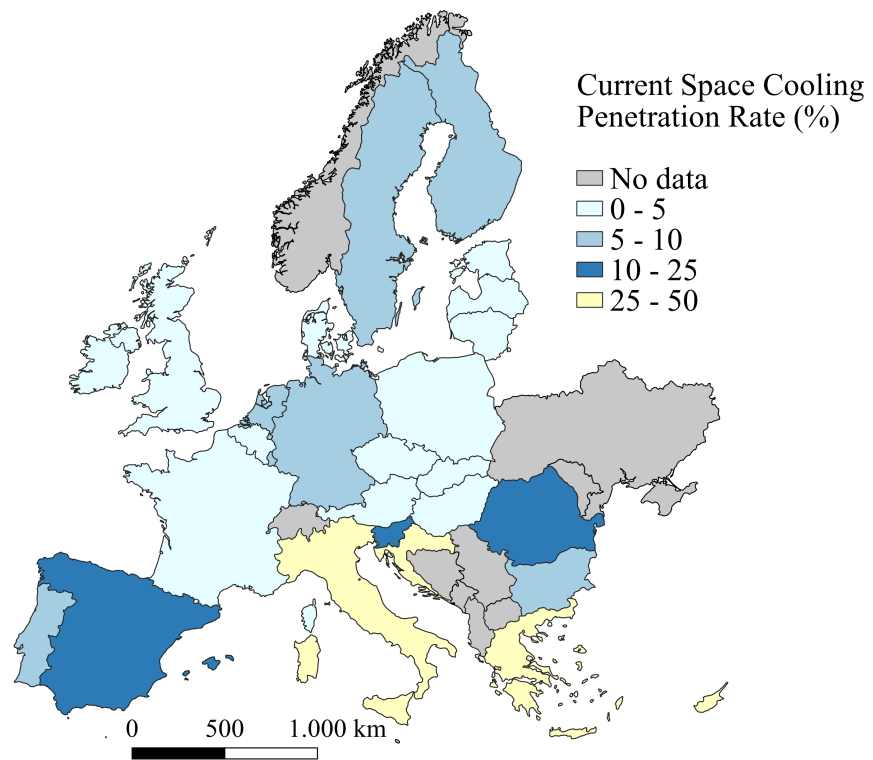 Current Space Cooling
Penetration Rate (%)
No data
0 - 5
5 - 10
10 - 25
25 - 50
0 500 1.000 km